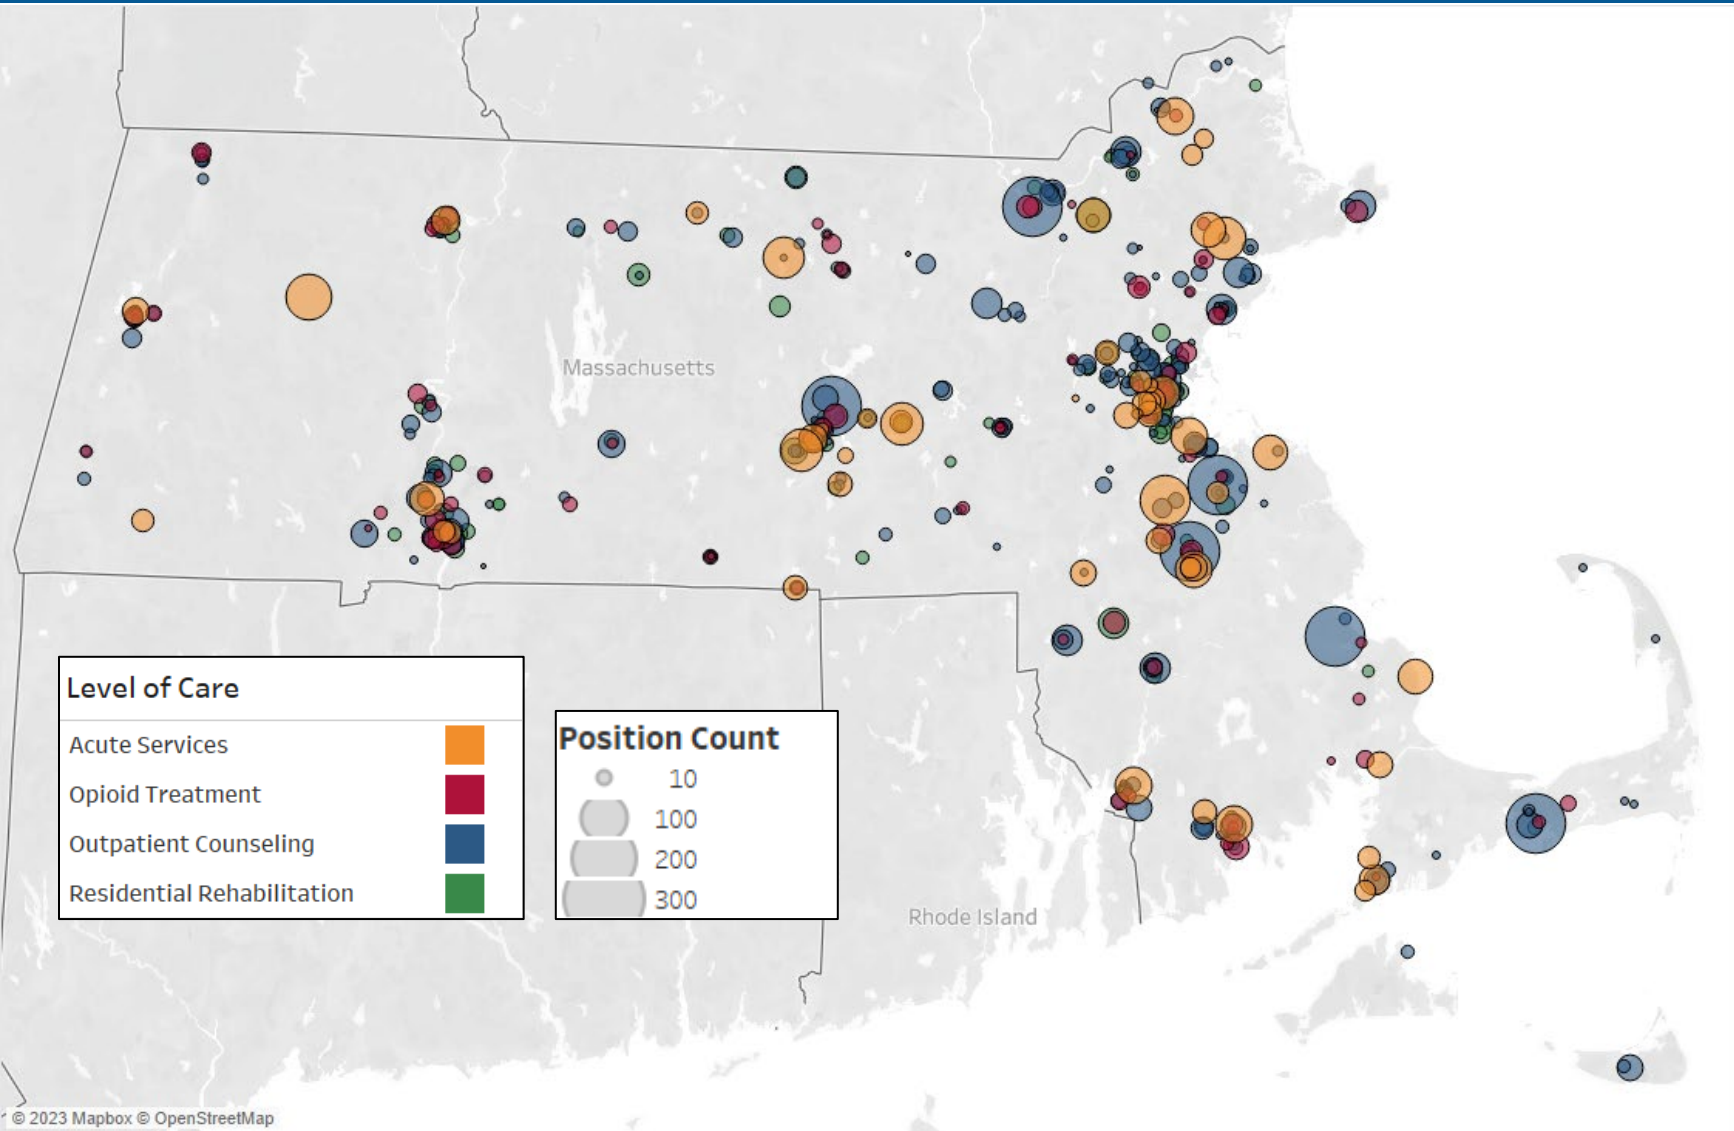 Massachusetts
Level of Care
Acute Services
Opioid Treatment
Outpatient Counseling
Residential Rehabilitation
Position Count
10
100
200
300
Rhode Island
© 2023 Mapbox © OpenStreetMap